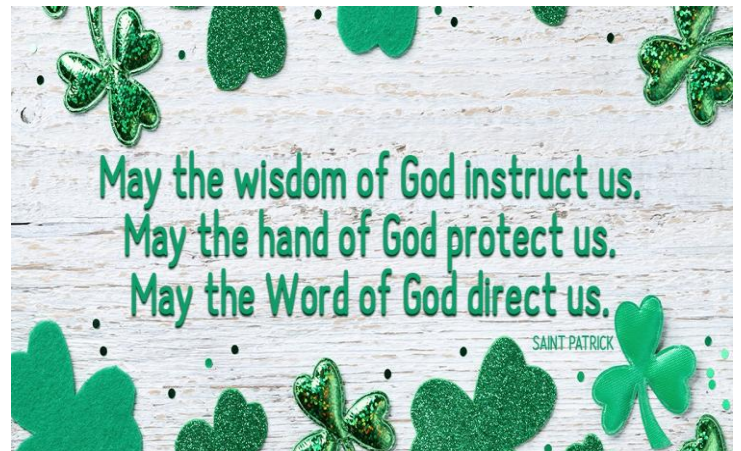 May the wisdom of God instruct us.
May the hand of God protect us.
May the Word of God direct us.
SAINT PATRICK